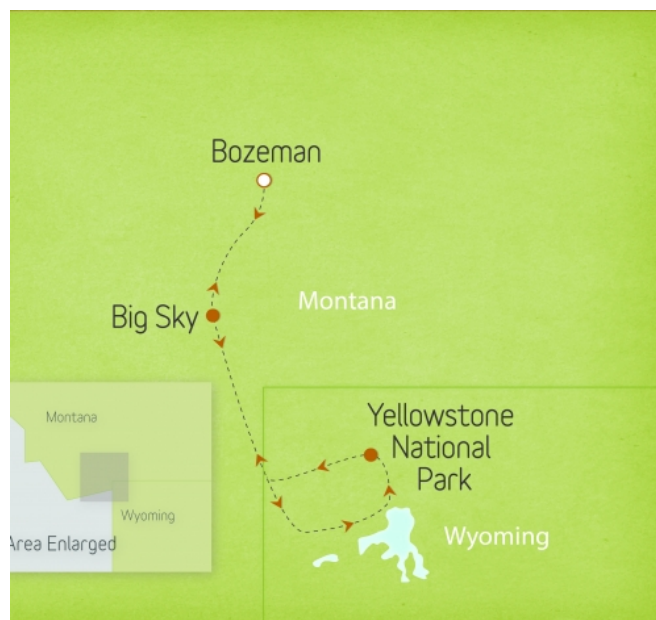 Bozeman
Montana
Big Sky
Montana
Wyoming
Area Enlarged
Yellowstone
National
Park
Wyoming